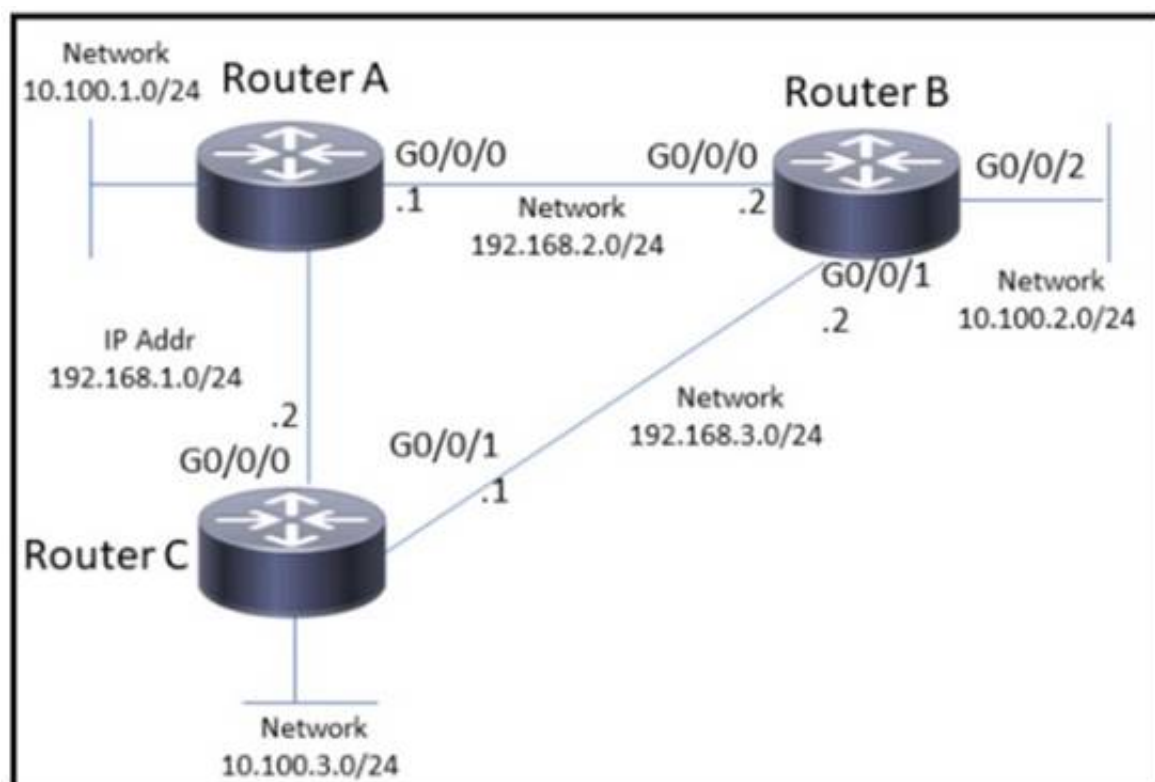 Network
10.100.1.0/24
Router A
Router B
G0/0/0
.1
G0/0/0
.2
G0/0/2
Network
192.168.2.0/24
G0/0/1
.2
Network
10.100.2.0/24
IP Addr
192.168.1.0/24
.2
G0/0/0
G0/0/1
.1
Network
192.168.3.0/24
Router C
Network
10.100.3.0/24